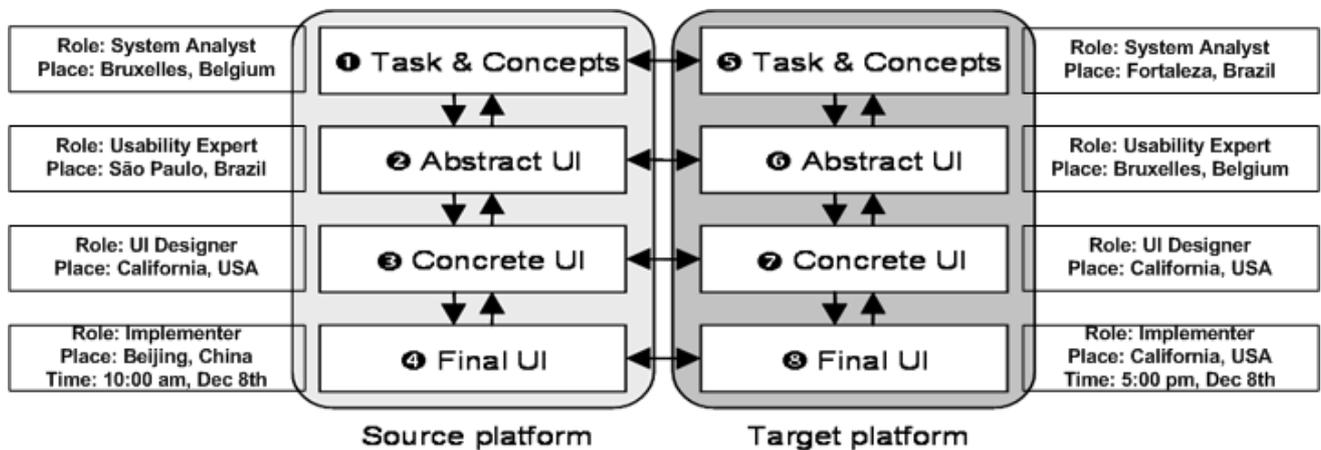 Role: System Analyst
Place: Bruxelles, Belgium
❶ Task & Concepts
❺ Task & Concepts
Role: System Analyst
Place: Fortaleza, Brazil
Role: Usability Expert
Place: São Paulo, Brazil
❷ Abstract UI
❻ Abstract UI
Role: Usability Expert
Place: Bruxelles, Belgium
Role: UI Designer
Place: California, USA
❸ Concrete UI
❼ Concrete UI
Role: UI Designer
Place: California, USA
Role: Implementer
Place: Beijing, China
Time: 10:00 am, Dec 8th
❹ Final UI
❽ Final UI
Role: Implementer
Place: California, USA
Time: 5:00 pm, Dec 8th
Source platform
Target platform